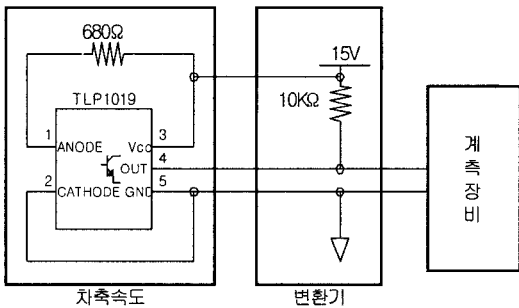 680Ω
15V
TLP1019
10KΩ
1
ANODE
Vcc
3
OUT
4
2
CATHODE
GND
5
계측장비
차축속도
변환기